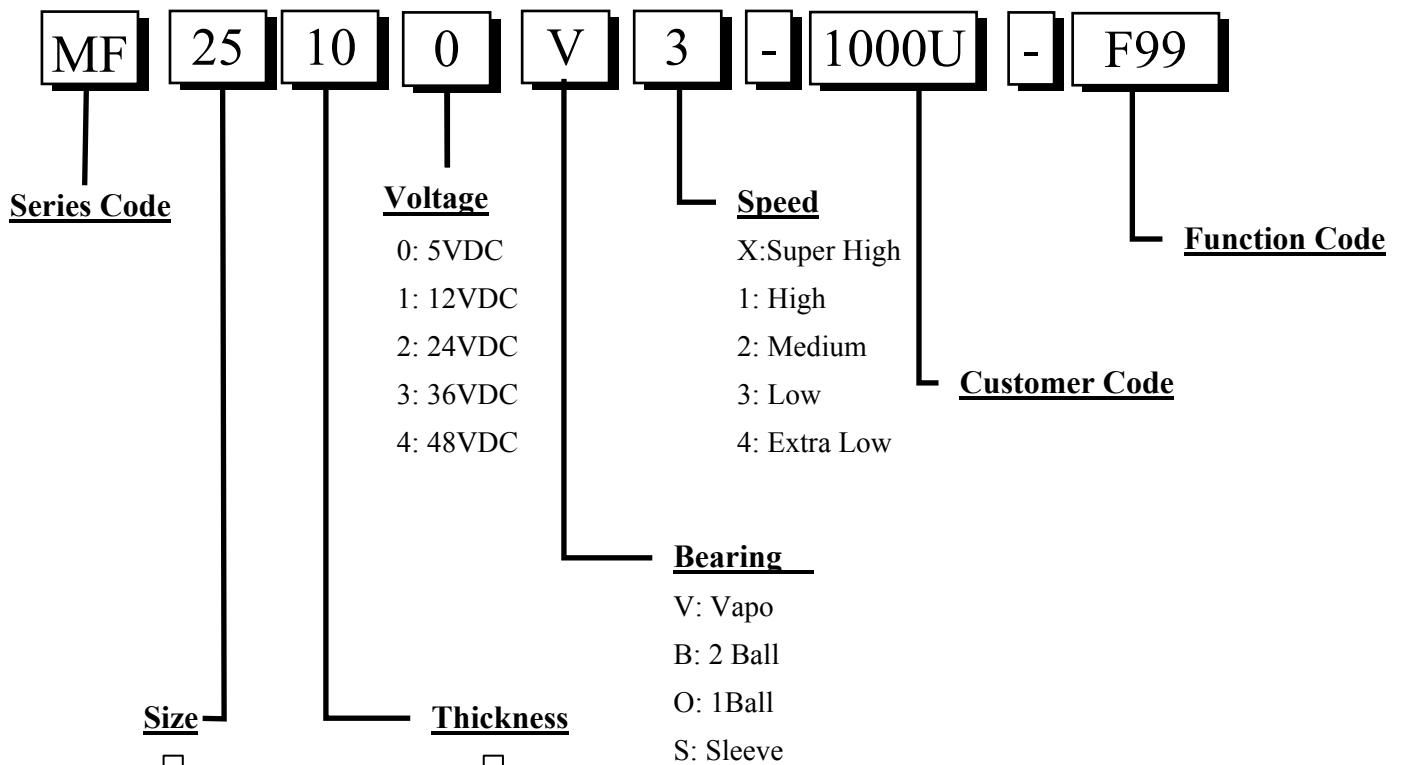 MF 25 10 0 V 3 - 1000U - F99
Series Code
Voltage
0: 5VDC
1: 12VDC
2: 24VDC
3: 36VDC
4: 48VDC
Speed
X:Super High
1: High
2: Medium
3: Low
4: Extra Low
Function Code
Customer Code
Bearing
V: Vapo
B: 2 Ball
O: 1Ball
S: Sleeve
Size
Thickness